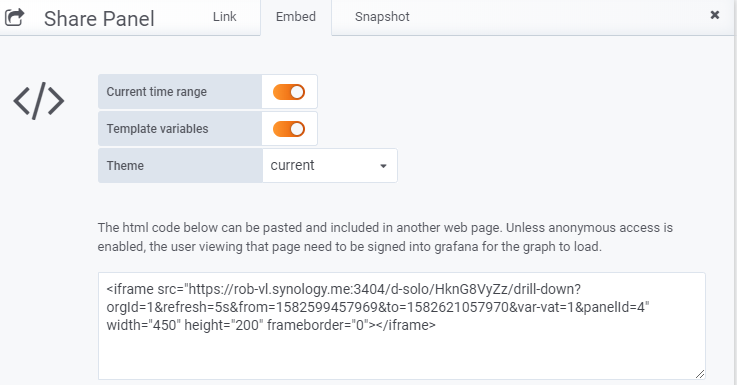 Share Panel
Link
Embed
Snapshot
Current time range
Template variables
Theme
current
The html code below can be pasted and included in another web page. Unless anonymous access is
enabled, the user viewing that page need to be signed into grafana for the graph to load.
<iframe src="https://rob-vl.synology.me:3404/d-solo/HknG8VyZz/drill-down?
orgId=1&refresh=5s&from=1582599457969&to=1582621057970&var-vat=1&panelId=4"
width="450" height="200" frameborder="0"></iframe>